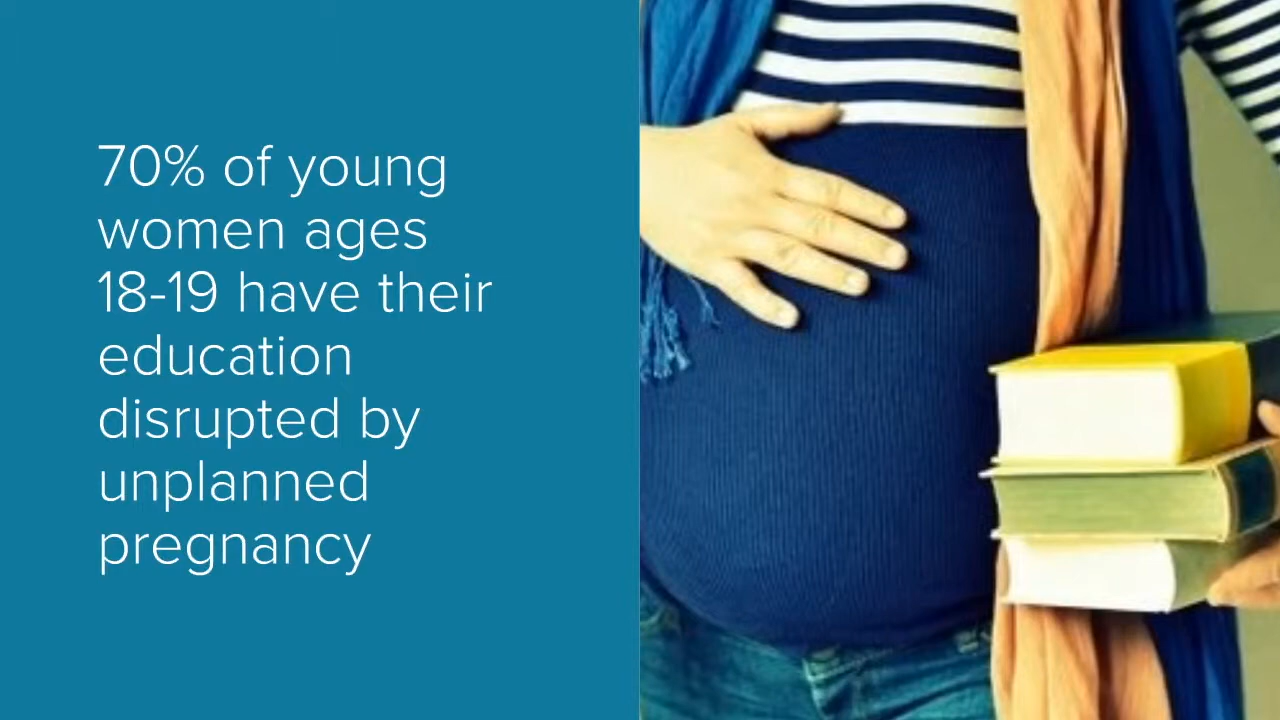 70% of young
women ages
18-19 have their
education
disrupted by
unplanned
pregnancy